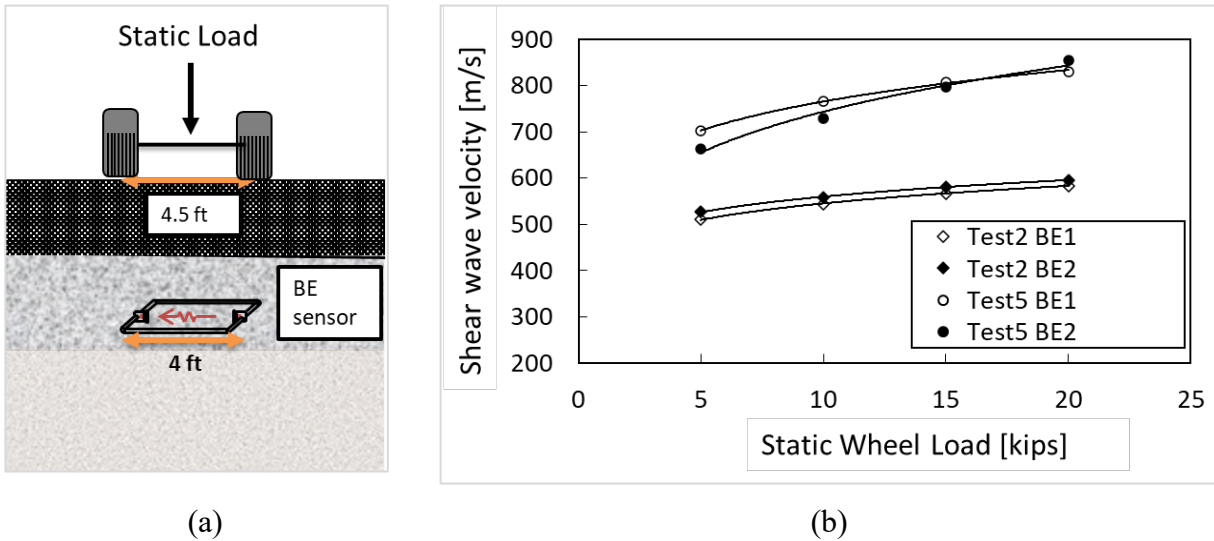 Static Load
4.5 ft
BE
sensor
4 ft
(a)
Shear wave velocity [m/s]
900
800
700
600
500
400
300
200
0
5
10
15
20
25
Test2 BE1
Test2 BE2
Test5 BE1
Test5 BE2
Static Wheel Load [kips]
(b)